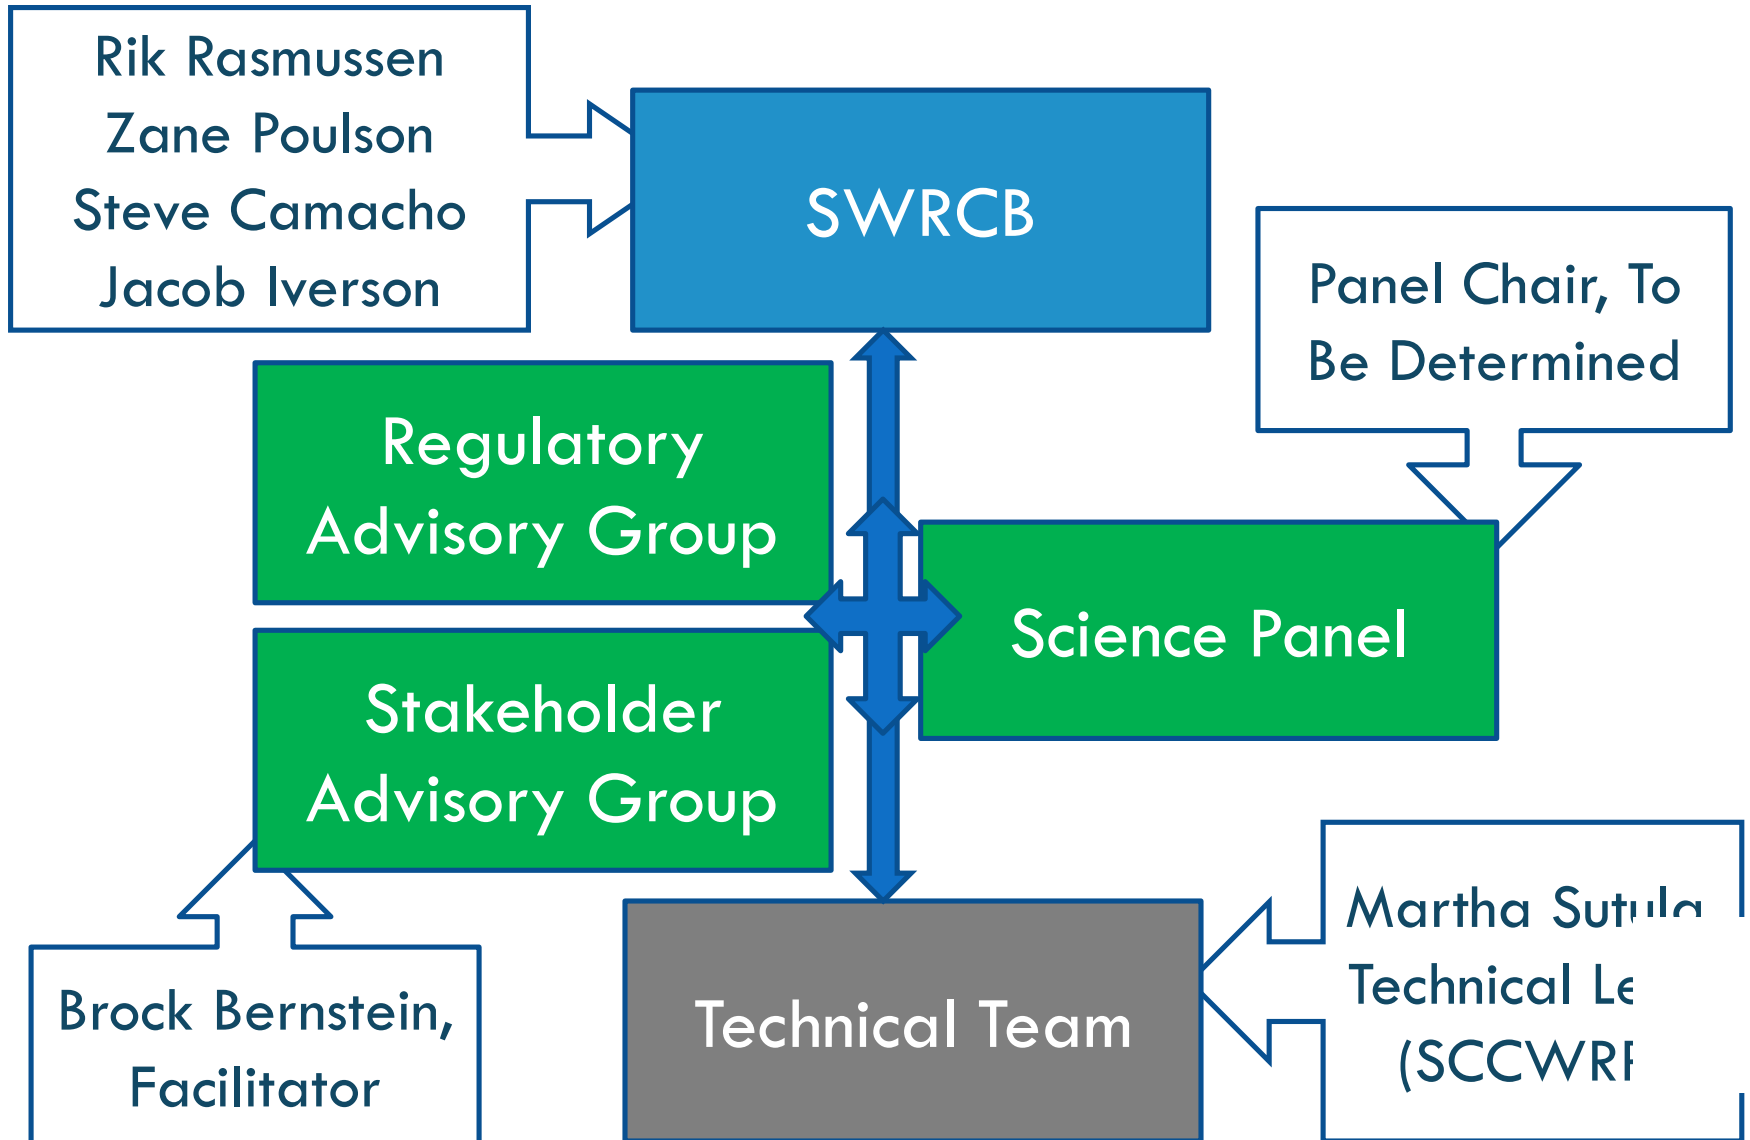 Rik Rasmussen
Zane Poulson
Steve Camacho
Jacob Iverson
SWRCB
Panel Chair, To
Be Determined
Regulatory
Advisory Group
Science Panel
Stakeholder
Advisory Group
Martha
Technical
Technical Team
Brock Bernstein,
Facilitator